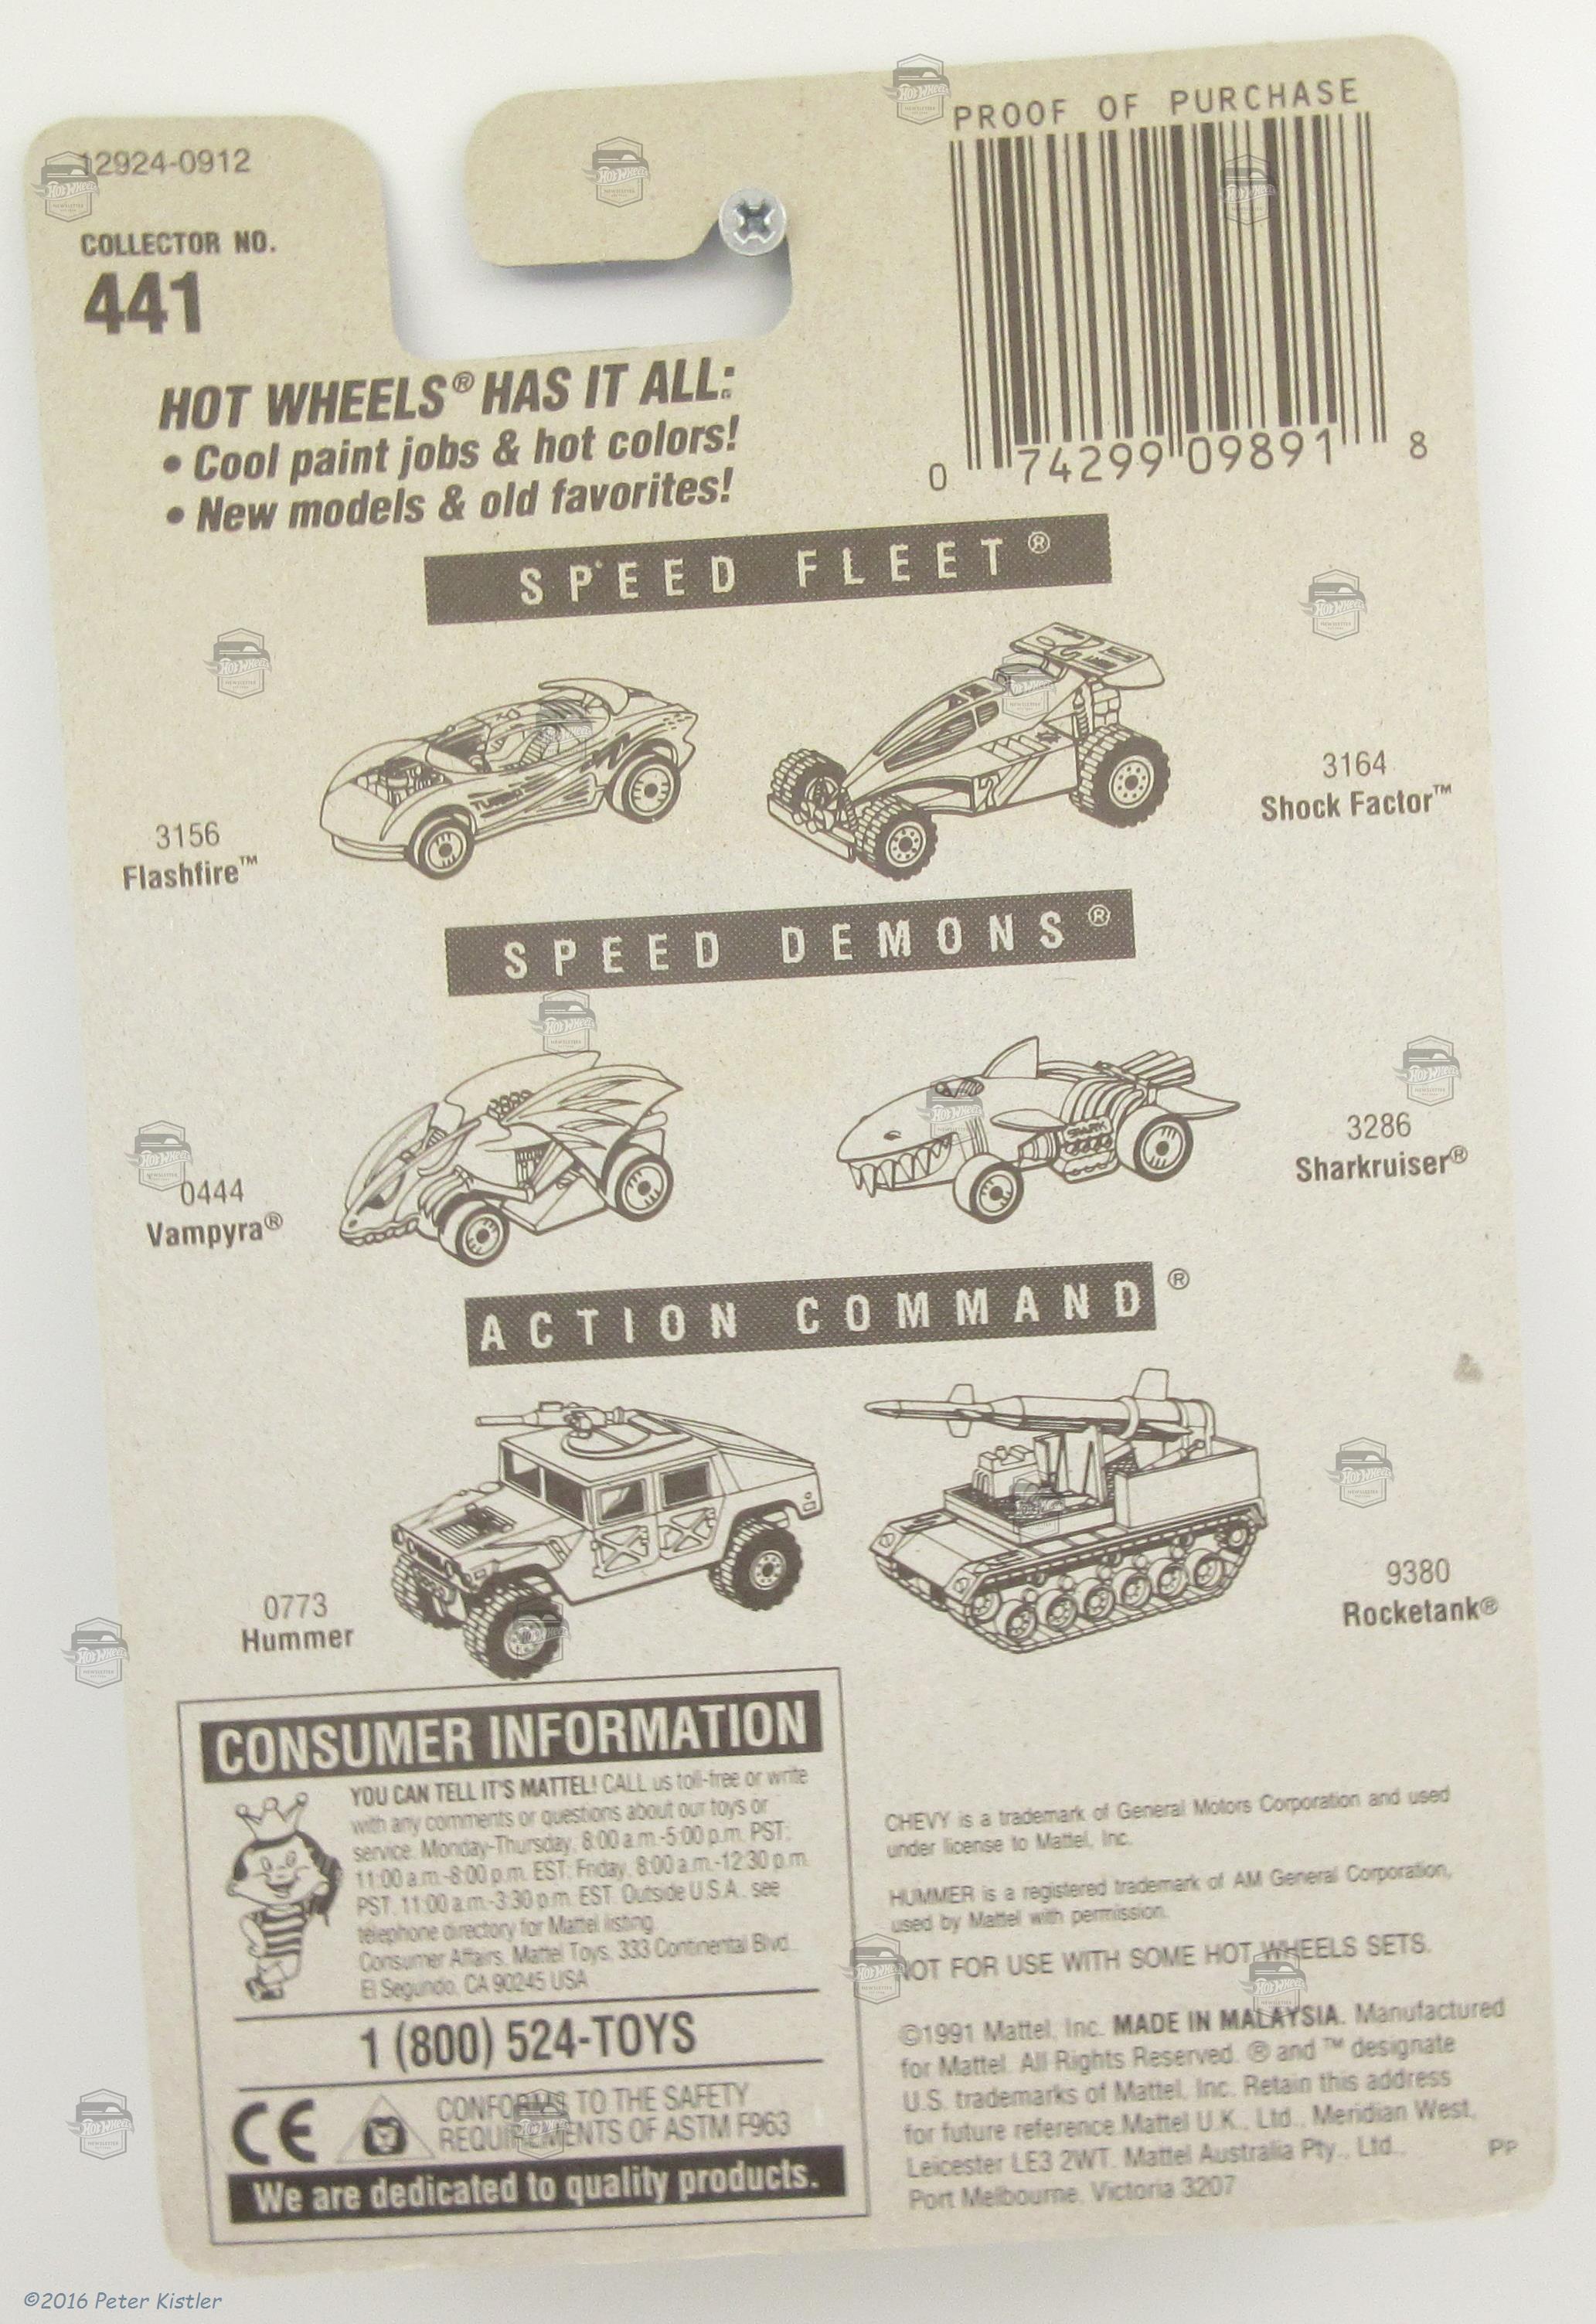 12924-0912
COLLECTOR NO.
441
HOT WHEELS® HAS IT ALL:
• Cool paint jobs & hot colors!
• New models & old favorites!
PROOF OF PURCHASE
0 74299 09891 8
SPEED FLEET®
3156
Flashfire™
TURBO
3164
Shock Factor™
SPEED DEMONS®
0444
Vampyra®
SHARK
3286
Sharkruiser®
ACTION COMMAND®
0773
Hummer
9380
Rocketank®
CONSUMER INFORMATION
YOU CAN TELL IT'S MATTEL! CALL us toll-free or write
with any comments or questions about our toys or
service. Monday-Thursday, 8:00 a.m.-5:00 p.m. PST;
11:00 a.m.-8:00 p.m. EST; Friday, 8:00 a.m.-12:30 p.m.
PST, 11:00 a.m.-3:30 p.m. EST. Outside U.S.A., see
telephone directory for Mattel listing.
Consumer Affairs, Mattel Toys, 333 Continental Blvd.,
El Segundo, CA 90245 USA
1 (800) 524-TOYS
CE
CONFORMS TO THE SAFETY
REQUIREMENTS OF ASTM F963
We are dedicated to quality products.
CHEVY is a trademark of General Motors Corporation and used
under license to Mattel, Inc.
HUMMER is a registered trademark of AM General Corporation,
used by Mattel with permission.
NOT FOR USE WITH SOME HOT WHEELS SETS.
©1991 Mattel, Inc. MADE IN MALAYSIA. Manufactured
for Mattel. All Rights Reserved. ® and ™ designate
U.S. trademarks of Mattel, Inc. Retain this address
for future reference.Mattel U.K., Ltd., Meridian West,
Leicester LE3 2WT. Mattel Australia Pty., Ltd.,
Port Melbourne, Victoria 3207
PP
©2016 Peter Kistler